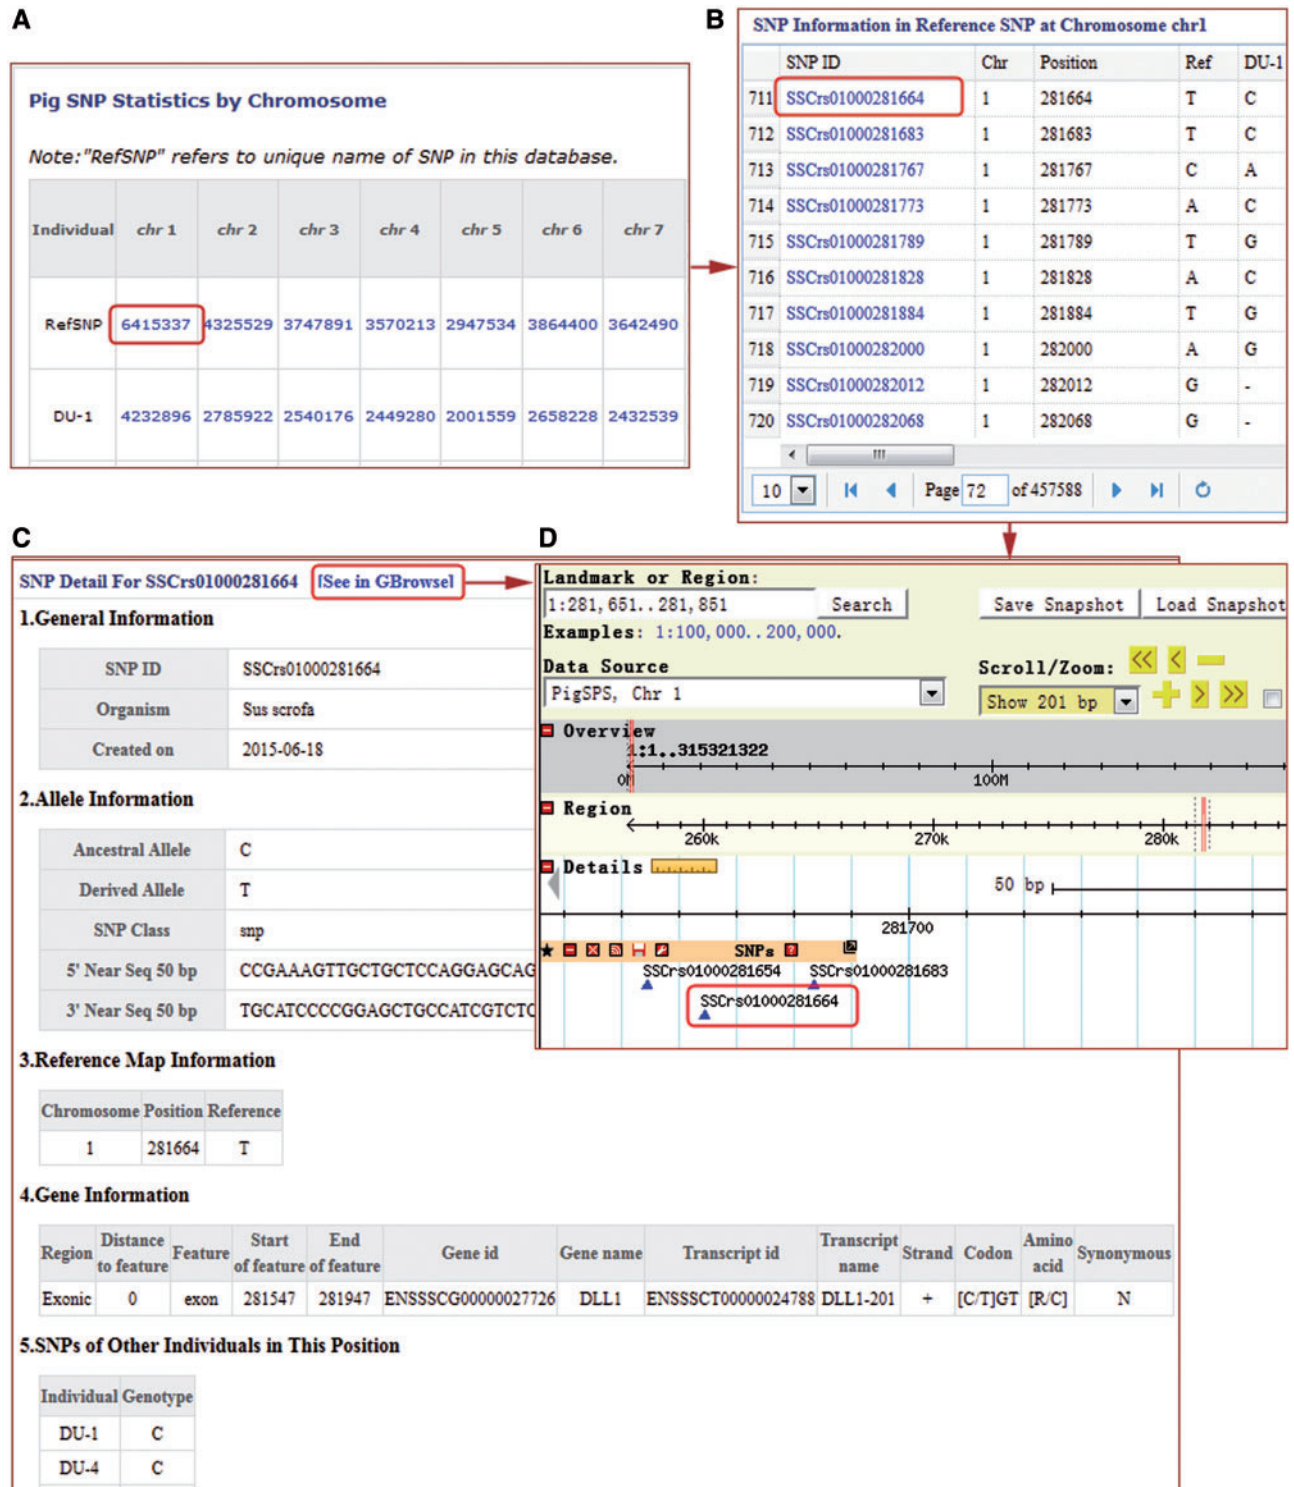 A
Pig SNP Statistics by Chromosome
Note:"RefSNP" refers to unique name of SNP in this database.
Individual chr 1 chr 2 chr 3 chr 4 chr 5 chr 6 chr 7
RefSNP 6415337 4325529 3747891 3570213 2947534 3864400 3642490
DU-1 4232896 2785922 2540176 2449280 2001559 2658228 2432539
B
SNP Information in Reference SNP at Chromosome chr1
SNP ID Chr Position Ref DU-1
711 SSCrs01000281664 1 281664 T C
712 SSCrs01000281683 1 281683 T C
713 SSCrs01000281767 1 281767 C A
714 SSCrs01000281773 1 281773 A C
715 SSCrs01000281789 1 281789 T G
716 SSCrs01000281828 1 281828 A C
717 SSCrs01000281884 1 281884 T G
718 SSCrs01000282000 1 282000 A G
719 SSCrs01000282012 1 282012 G -
720 SSCrs01000282068 1 282068 G -
10 Page 72 of 457588
C
SNP Detail For SSCrs01000281664 [See in GBrowse]
1.General Information
SNP ID SSCrs01000281664
Organism Sus scrofa
Created on 2015-06-18
2.Allele Information
Ancestral Allele C
Derived Allele T
SNP Class snp
5' Near Seq 50 bp CCGAAAGTTGCTGCTCCAGGAGCAG
3' Near Seq 50 bp TGCATCCCCGGAGCTGCCATCGTCTC
3.Reference Map Information
Chromosome Position Reference
1 281664 T
4.Gene Information
Region Distance to feature Feature Start of feature End of feature Gene id Gene name Transcript id Transcript name Strand Codon Amino acid Synonymous
Exonic 0 exon 281547 281947 ENSSSCG00000027726 DLL1 ENSSSCT00000024788 DLL1-201 + [C/T]GT [R/C] N
5.SNPs of Other Individuals in This Position
Individual Genotype
DU-1 C
DU-4 C
D
Landmark or Region:
1:281,651..281,851 Search Save Snapshot Load Snapshot
Examples: 1:100,000..200,000.
Data Source Scroll/Zoom: << < −
PigSPS, Chr 1 Show 201 bp + > >>
Overview
1:1..315321322
0M 100M
Region
260k 270k 280k
Details 50 bp
281700
SNPs
SSCrs01000281654 SSCrs01000281683
SSCrs01000281664